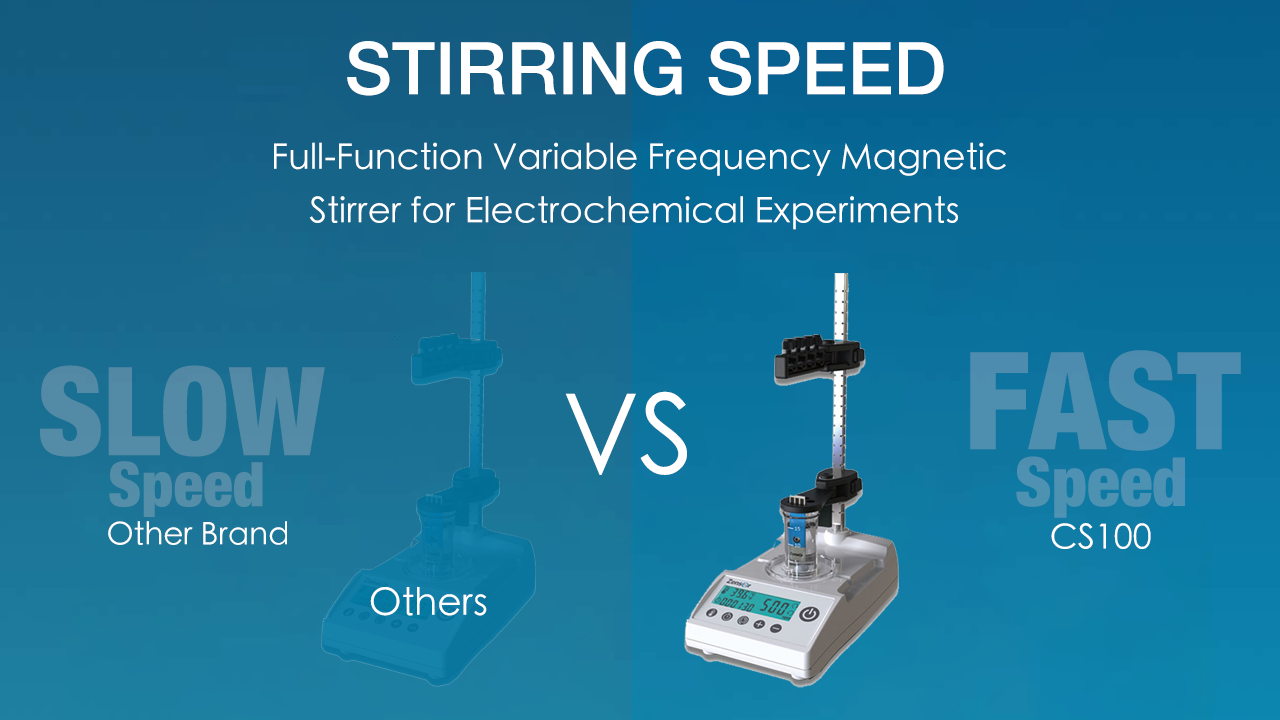 STIRRING SPEED
Full-Function Variable Frequency Magnetic
Stirrer for Electrochemical Experiments
SLOW
Speed
Other Brand
Others
VS
FAST
Speed
CS100
Zensor
500